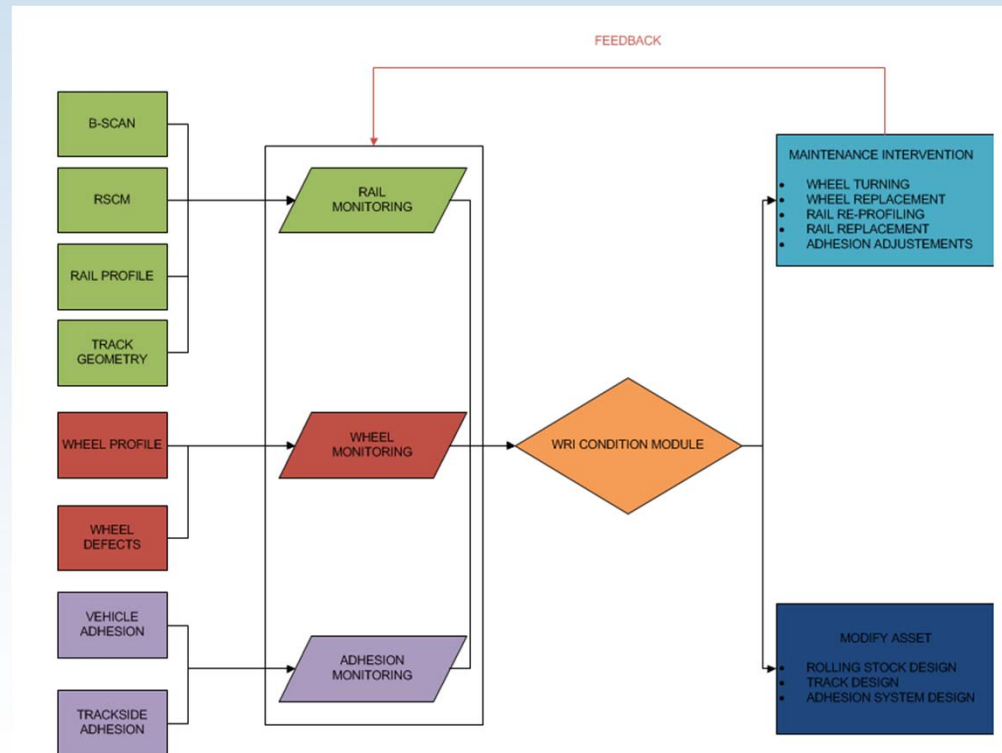 FEEDBACK
B-SCAN
RSCM
RAIL PROFILE
TRACK
GEOMETRY
WHEEL PROFILE
WHEEL
DEFECTS
VEHICLE
ADHESION
TRACKSIDE
ADHESION
RAIL
MONITORING
WHEEL
MONITORING
ADHESION
MONITORING
WRI CONDITION MODULE
MAINTENANCE INTERVENTION
• WHEEL TURNING
• WHEEL REPLACEMENT
• RAIL RE-PROFILING
• RAIL REPLACEMENT
• ADHESION ADJUSTEMENTS
MODIFY ASSET
• ROLLING STOCK DESIGN
• TRACK DESIGN
• ADHESION SYSTEM DESIGN